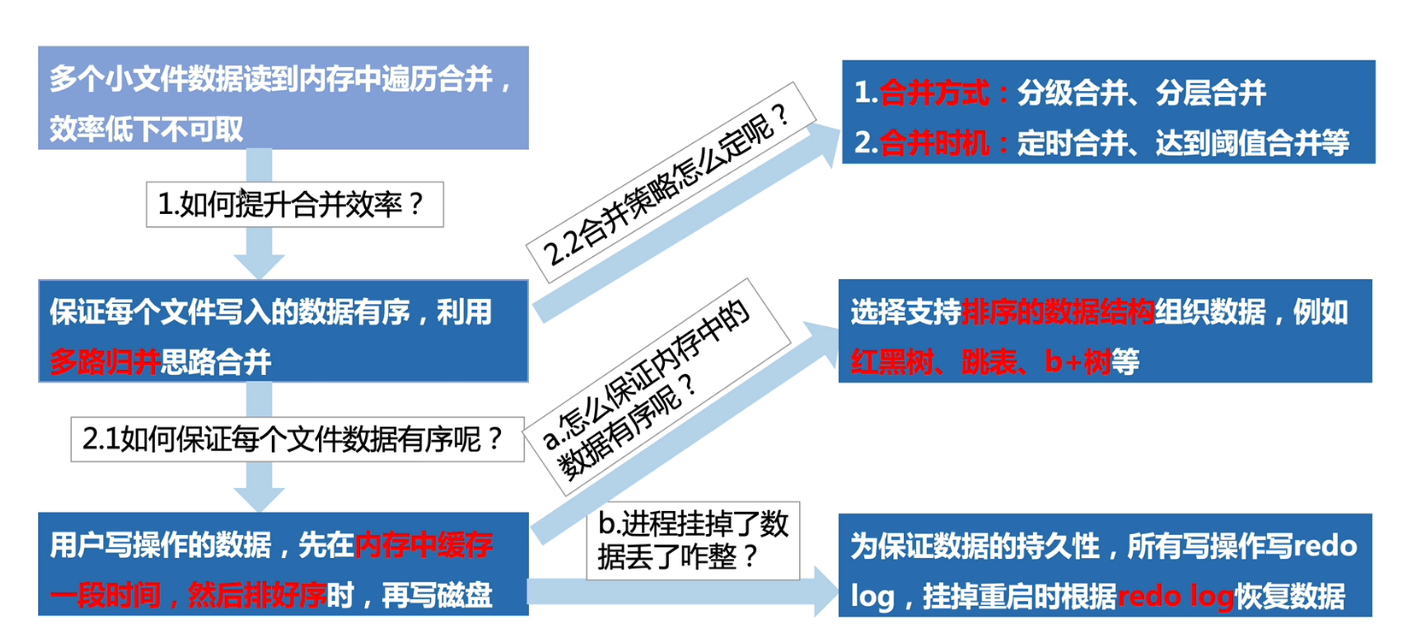 多个小文件数据读到内存中遍历合并，
效率低下不可取
1.如何提升合并效率？
保证每个文件写入的数据有序，利用
多路归并思路合并
2.1如何保证每个文件数据有序呢？
用户写操作的数据，先在内存中缓存
一段时间，然后排好序时，再写磁盘
2.2合并策略怎么定呢？
1.合并方式：分级合并、分层合并
2.合并时机：定时合并、达到阈值合并等
a.怎么保证内存中的
数据有序呢？
选择支持排序的数据结构组织数据，例如
红黑树、跳表、b+树等
b.进程挂掉了数
据丢了咋整？
为保证数据的持久性，所有写操作写redo
log，挂掉重启时根据redo log恢复数据